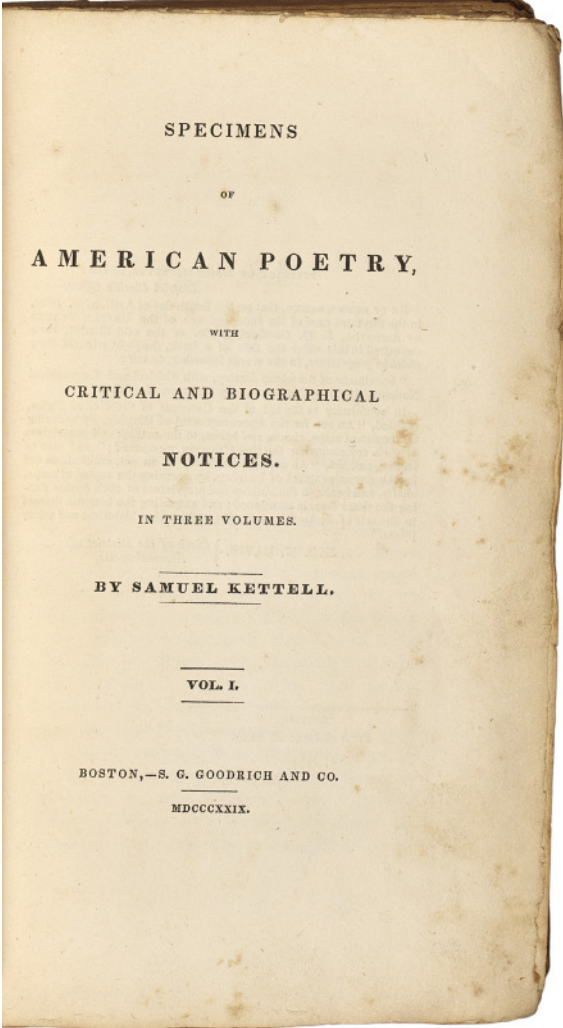 SPECIMENS
OF
AMERICAN POETRY,
WITH
CRITICAL AND BIOGRAPHICAL
NOTICES.
IN THREE VOLUMES.
BY SAMUEL KETTELL.
VOL. I.
BOSTON,—S. G. GOODRICH AND CO.
MDCCCXXIX.